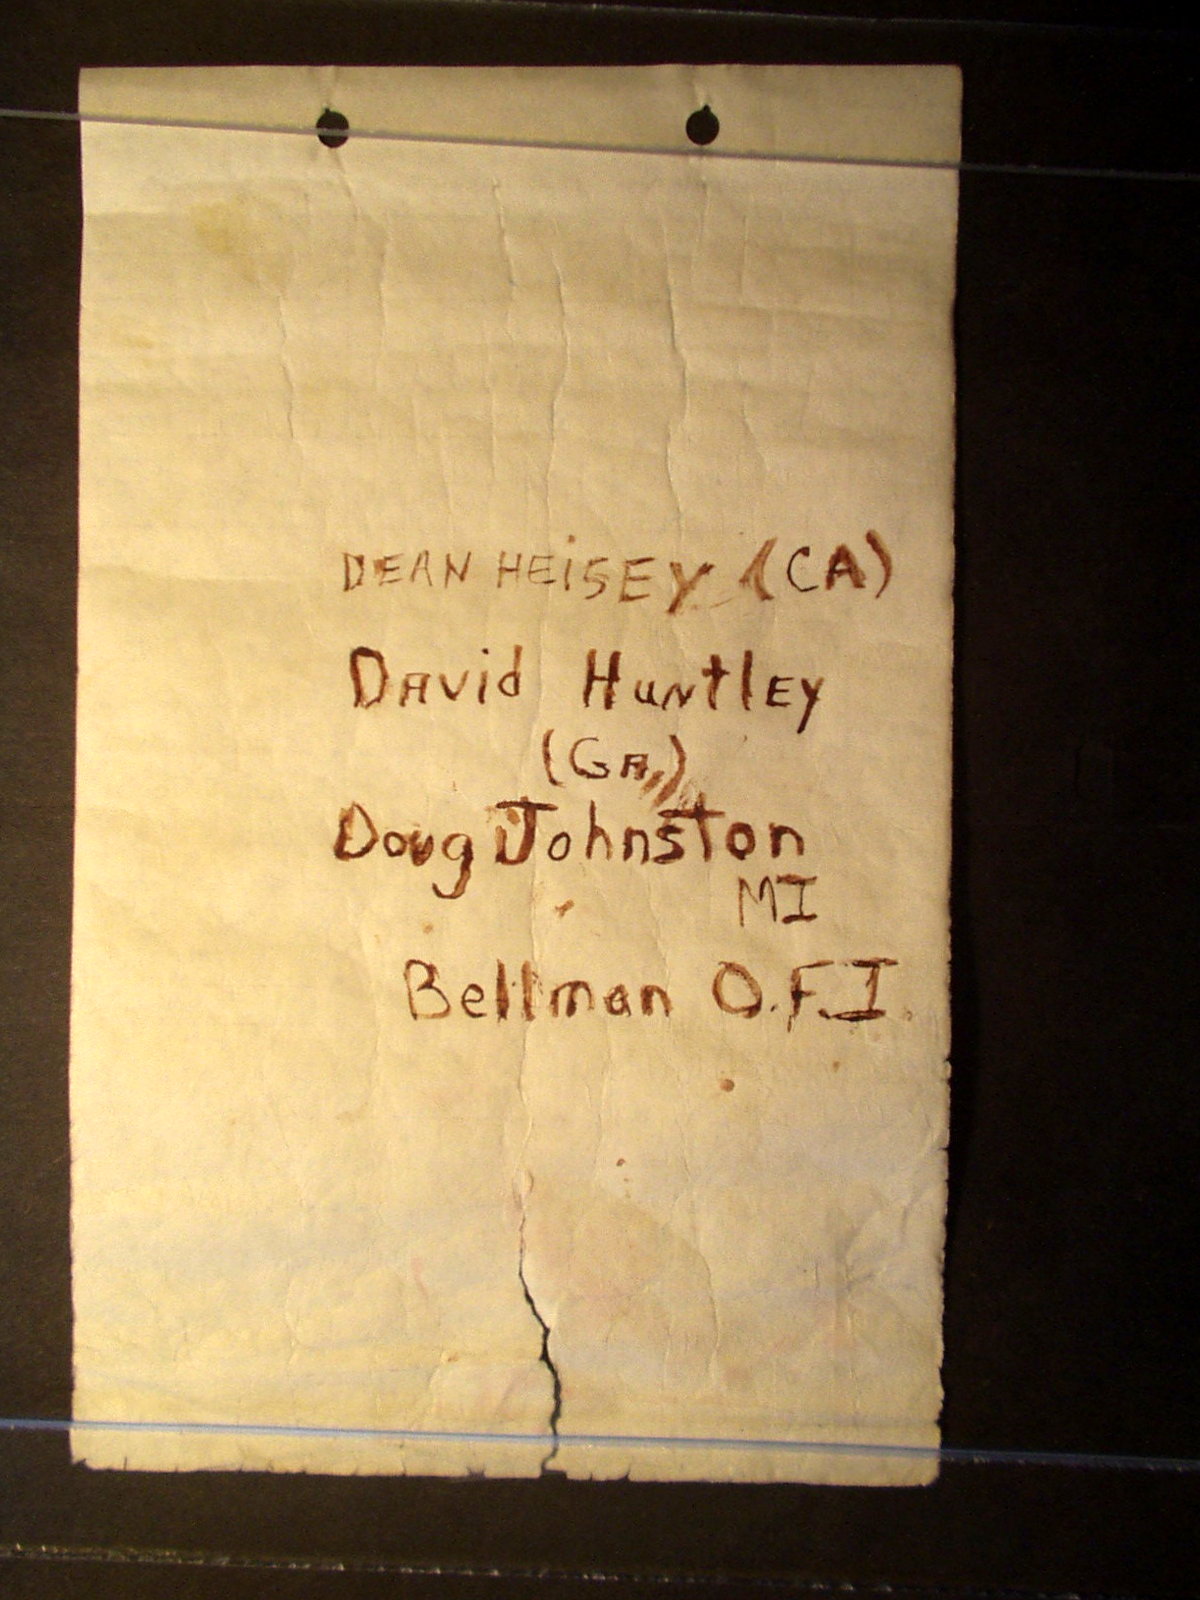 DEAN HEiSEY (CA)
David Huntley
(GA,)
Doug Johnston
MI
Bellman O.F.I.